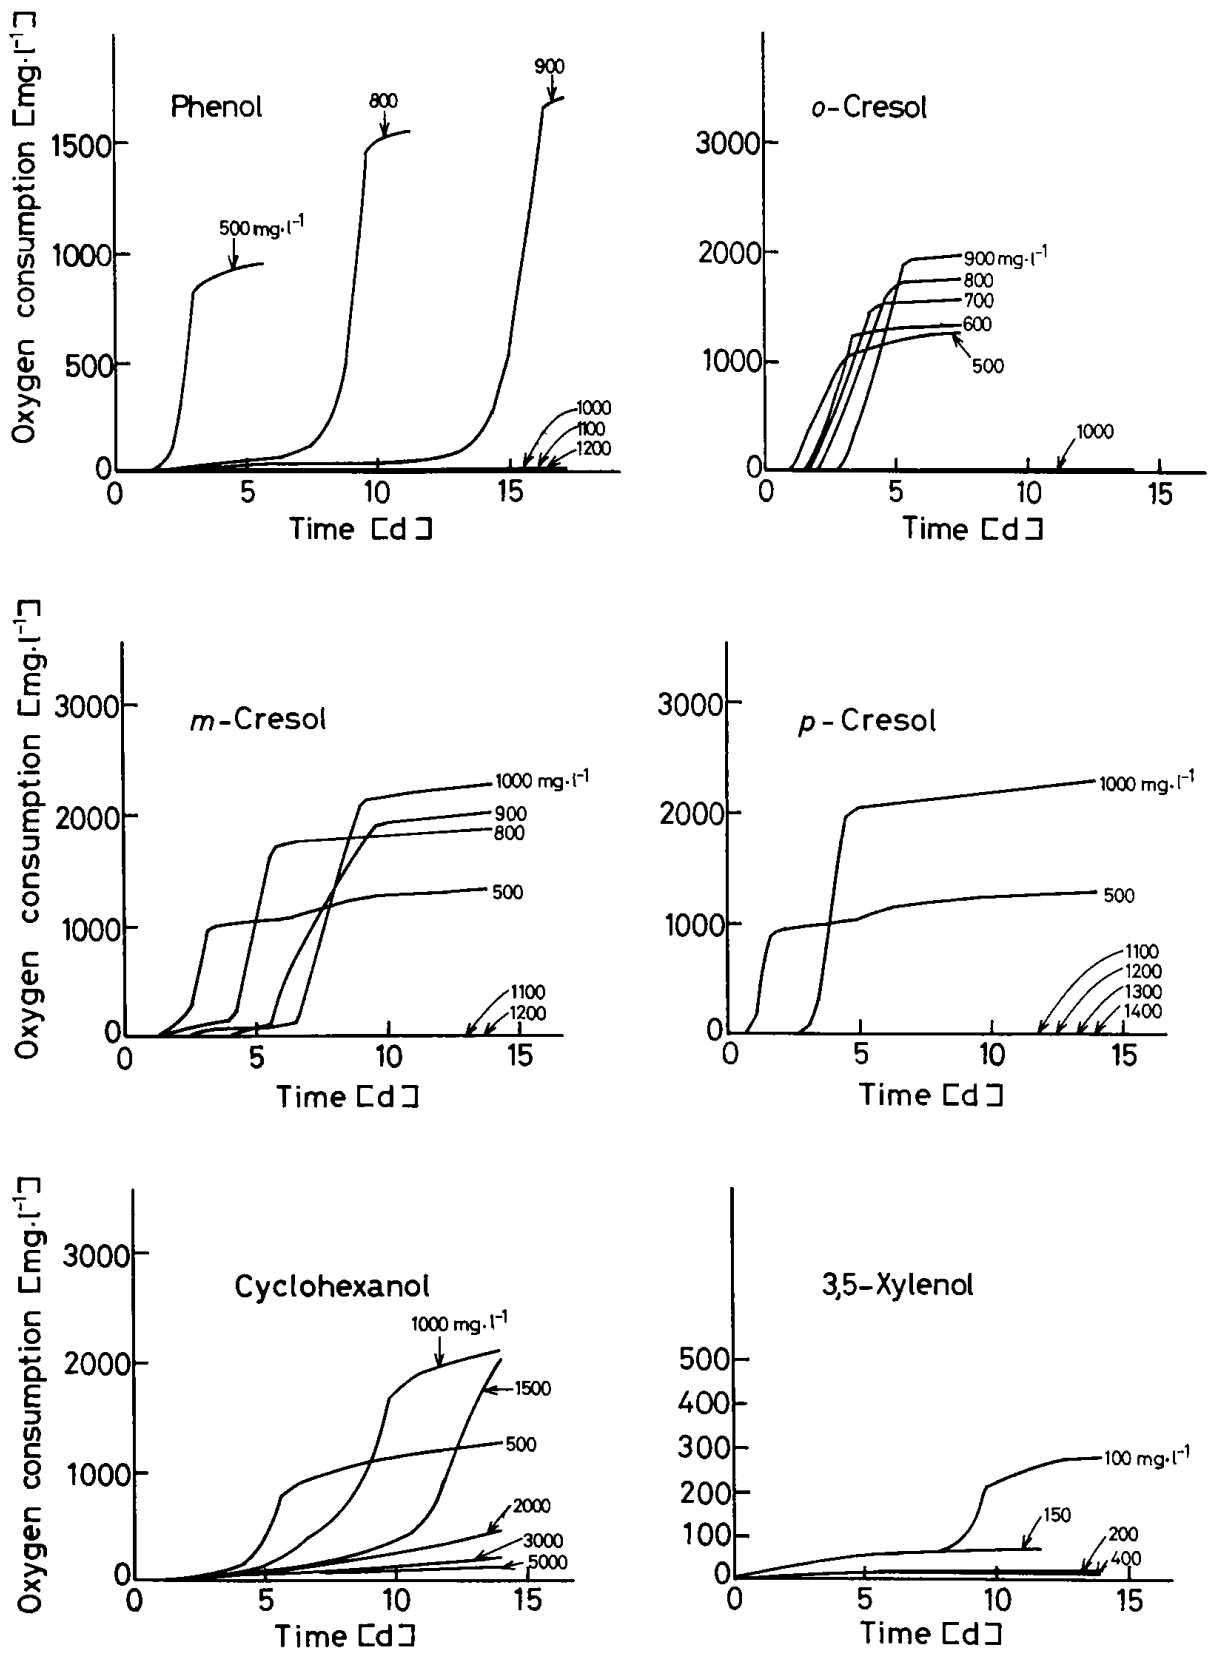 Oxygen consumption [mg·l⁻¹]
Phenol
1500
1000
500
0
500 mg·l⁻¹
800
900
1000
1100
1200
0 5 10 15
Time [d]
o-Cresol
3000
2000
1000
0
900 mg·l⁻¹
800
700
600
500
1000
0 5 10 15
Time [d]
Oxygen consumption [mg·l⁻¹]
m-Cresol
3000
2000
1000
0
1000 mg·l⁻¹
900
800
500
1100
1200
0 5 10 15
Time [d]
p-Cresol
3000
2000
1000
0
1000 mg·l⁻¹
500
1100
1200
1300
1400
0 5 10 15
Time [d]
Oxygen consumption [mg·l⁻¹]
Cyclohexanol
3000
2000
1000
0
1000 mg·l⁻¹
1500
500
2000
3000
5000
0 5 10 15
Time [d]
3,5-Xylenol
500
400
300
200
100
0
100 mg·l⁻¹
150
200
400
0 5 10 15
Time [d]